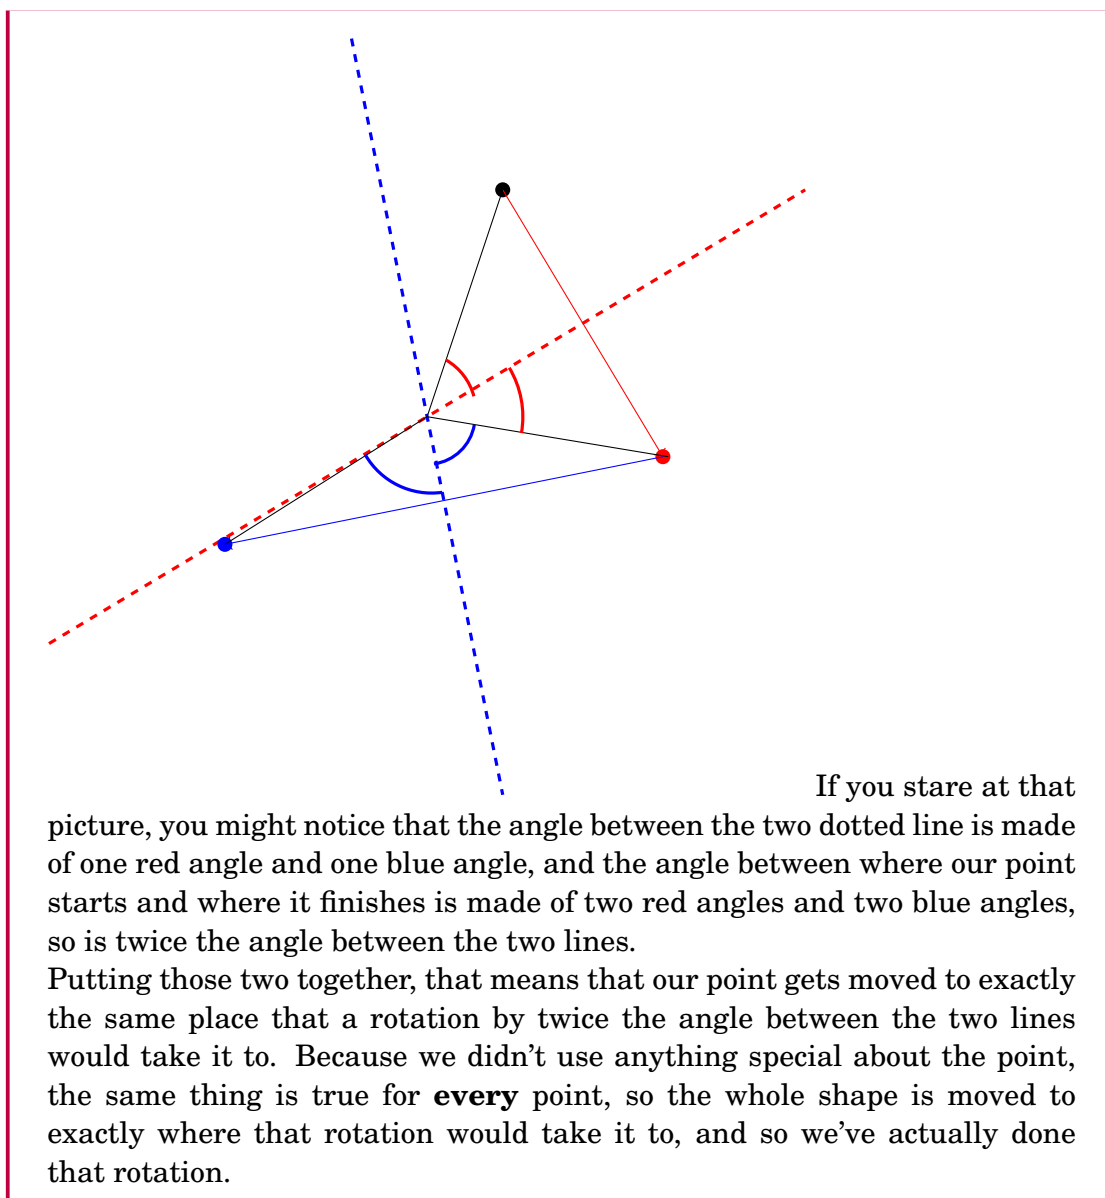 If you stare at that
picture, you might notice that the angle between the two dotted line is made
of one red angle and one blue angle, and the angle between where our point
starts and where it finishes is made of two red angles and two blue angles,
so is twice the angle between the two lines.
Putting those two together, that means that our point gets moved to exactly
the same place that a rotation by twice the angle between the two lines
would take it to. Because we didn't use anything special about the point,
the same thing is true for every point, so the whole shape is moved to
exactly where that rotation would take it to, and so we've actually done
that rotation.